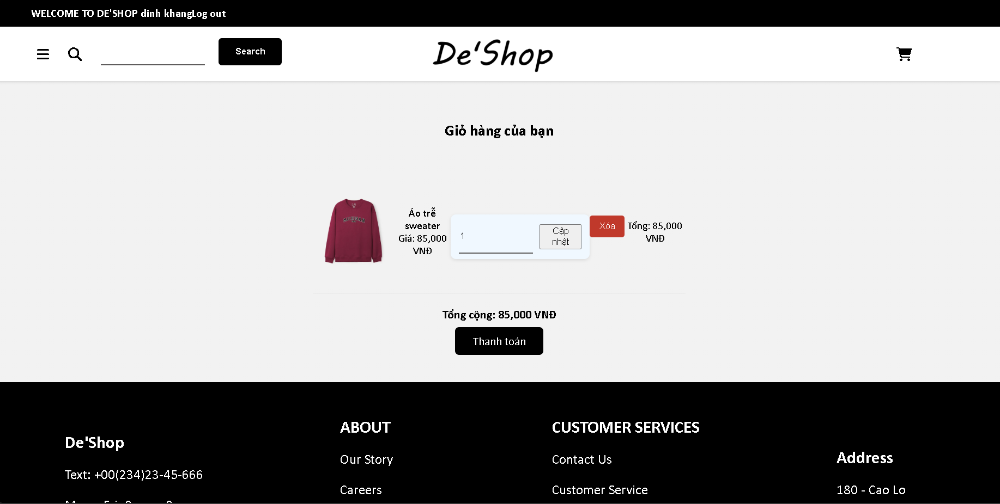 WELCOME TO DE'SHOP dinh khangLog out
Search
De'Shop
Giỏ hàng của bạn
MICHIGAN
Áo trễ
sweater
Giá: 85,000
VNĐ
1
Cập
nhật
Xóa
Tổng: 85,000
VNĐ
Tổng cộng: 85,000 VNĐ
Thanh toán
De'Shop
Text: +00(234)23-45-666
ABOUT
Our Story
Careers
CUSTOMER SERVICES
Contact Us
Customer Service
Address
180 - Cao Lo